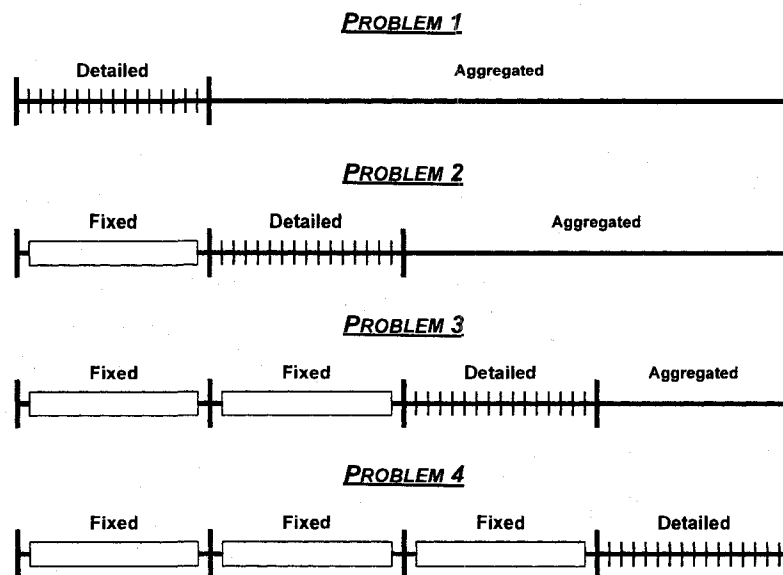 PROBLEM 1
Detailed Aggregated
PROBLEM 2
Fixed Detailed Aggregated
PROBLEM 3
Fixed Fixed Detailed Aggregated
PROBLEM 4
Fixed Fixed Fixed Detailed